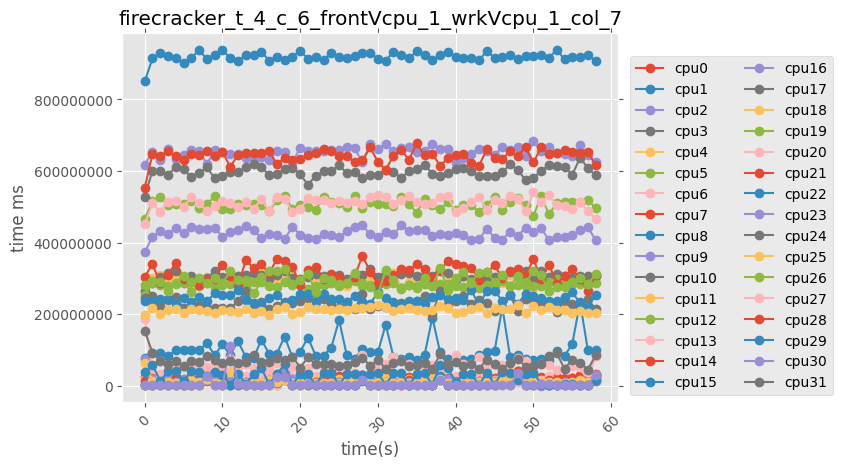 firecracker_t_4_c_6_frontVcpu_1_wrkVcpu_1_col_7
time ms
800000000
600000000
400000000
200000000
0
0
10
20
30
40
50
60
time(s)
cpu0
cpu1
cpu2
cpu3
cpu4
cpu5
cpu6
cpu7
cpu8
cpu9
cpu10
cpu11
cpu12
cpu13
cpu14
cpu15
cpu16
cpu17
cpu18
cpu19
cpu20
cpu21
cpu22
cpu23
cpu24
cpu25
cpu26
cpu27
cpu28
cpu29
cpu30
cpu31